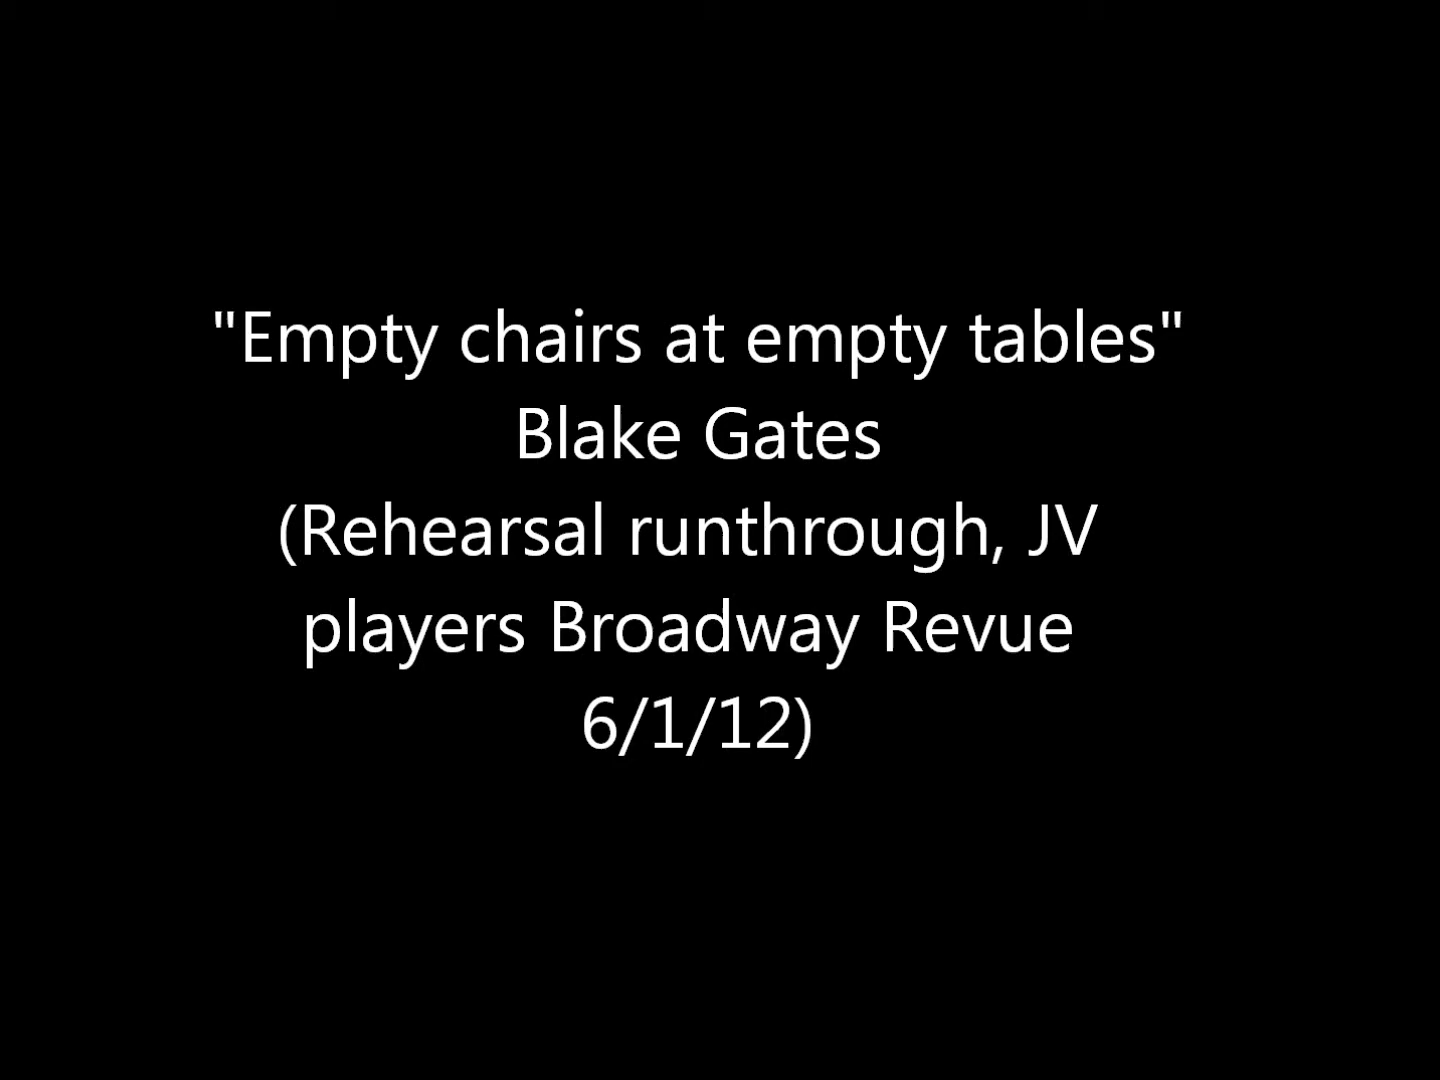 "Empty chairs at empty tables"
Blake Gates
(Rehearsal runthrough, JV
players Broadway Revue
6/1/12)